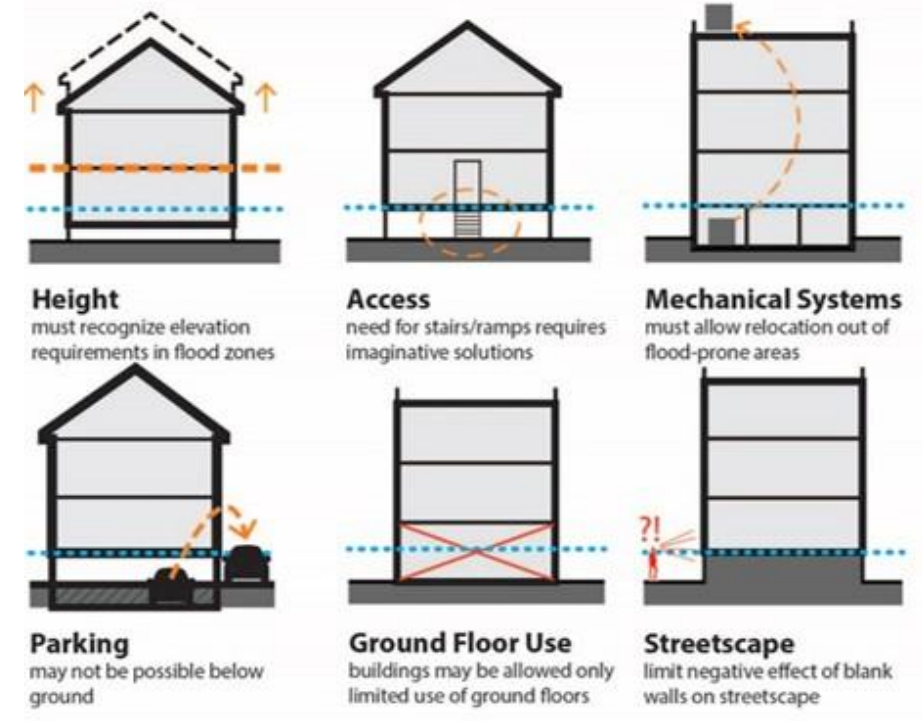 Height
must recognize elevation
requirements in flood zones
Access
need for stairs/ramps requires
imaginative solutions
Mechanical Systems
must allow relocation out of
flood-prone areas
Parking
may not be possible below
ground
Ground Floor Use
buildings may be allowed only
limited use of ground floors
?!
Streetscape
limit negative effect of blank
walls on streetscape